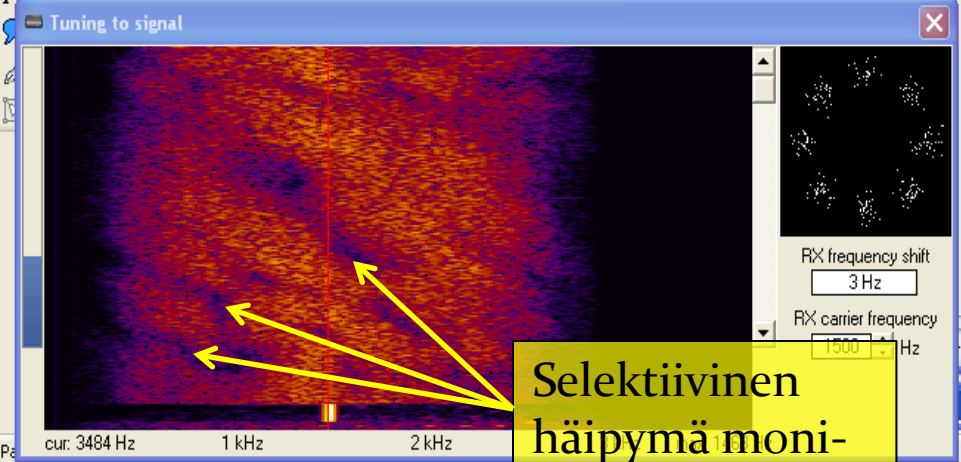 Tuning to signal
RX frequency shift
3 Hz
RX carrier frequency
1500 Hz
cur: 3484 Hz
1 kHz
2 kHz
Selektiivinen
häipymä moni-